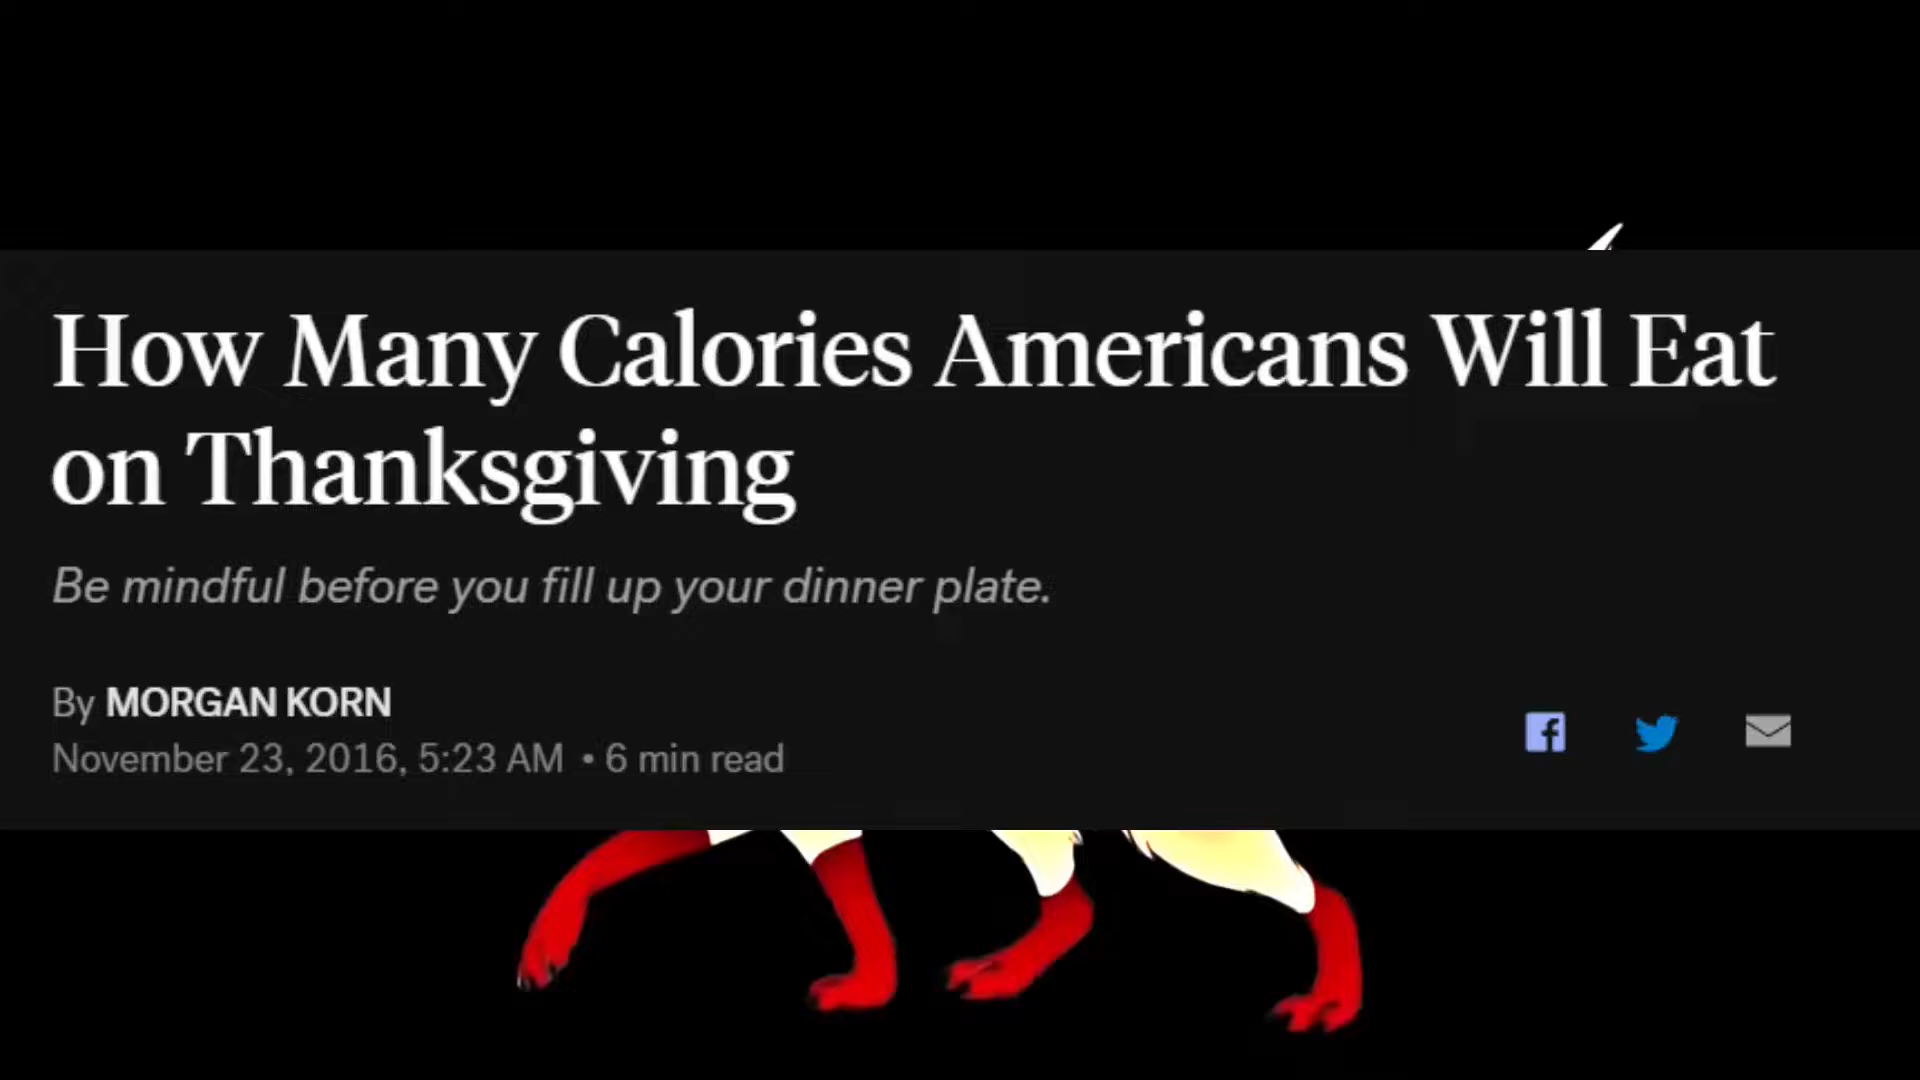 How Many Calories Americans Will Eat
on Thanksgiving
Be mindful before you fill up your dinner plate.
By MORGAN KORN
November 23, 2016, 5:23 AM • 6 min read